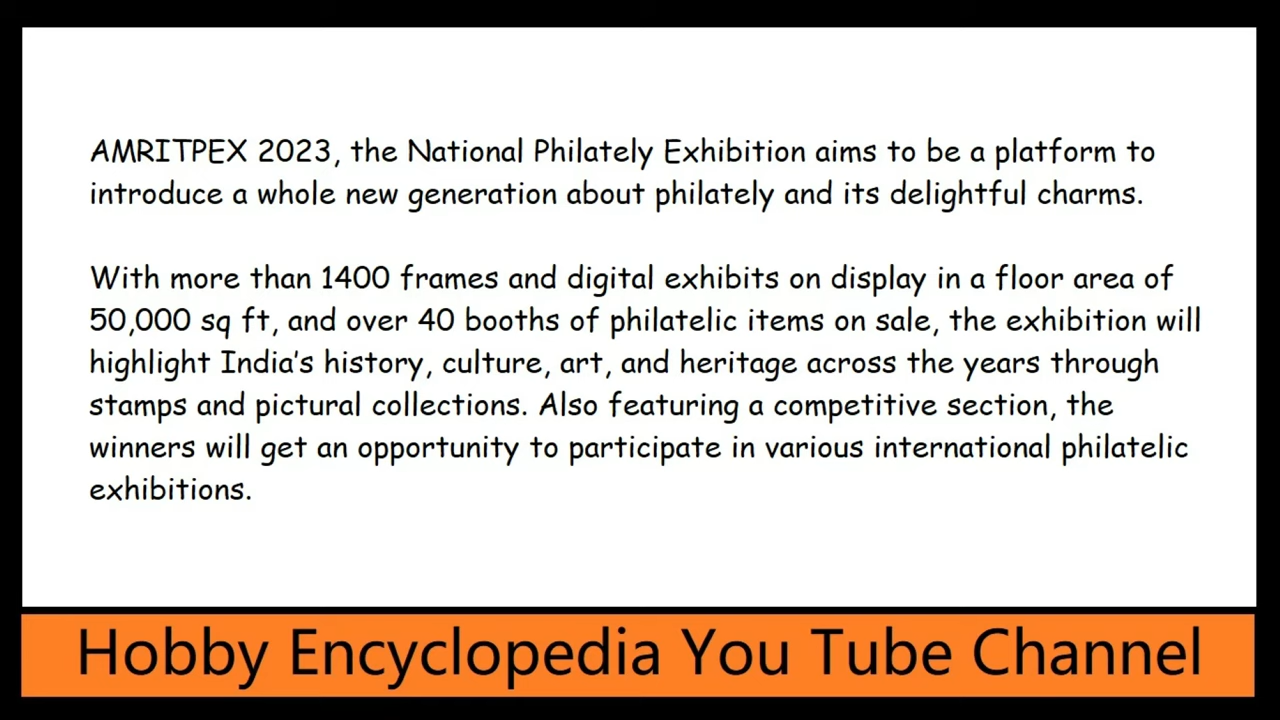 AMRITPEX 2023, the National Philately Exhibition aims to be a platform to
introduce a whole new generation about philately and its delightful charms.
With more than 1400 frames and digital exhibits on display in a floor area of
50,000 sq ft, and over 40 booths of philatelic items on sale, the exhibition will
highlight India's history, culture, art, and heritage across the years through
stamps and pictural collections. Also featuring a competitive section, the
winners will get an opportunity to participate in various international philatelic
exhibitions.
Hobby Encyclopedia You Tube Channel